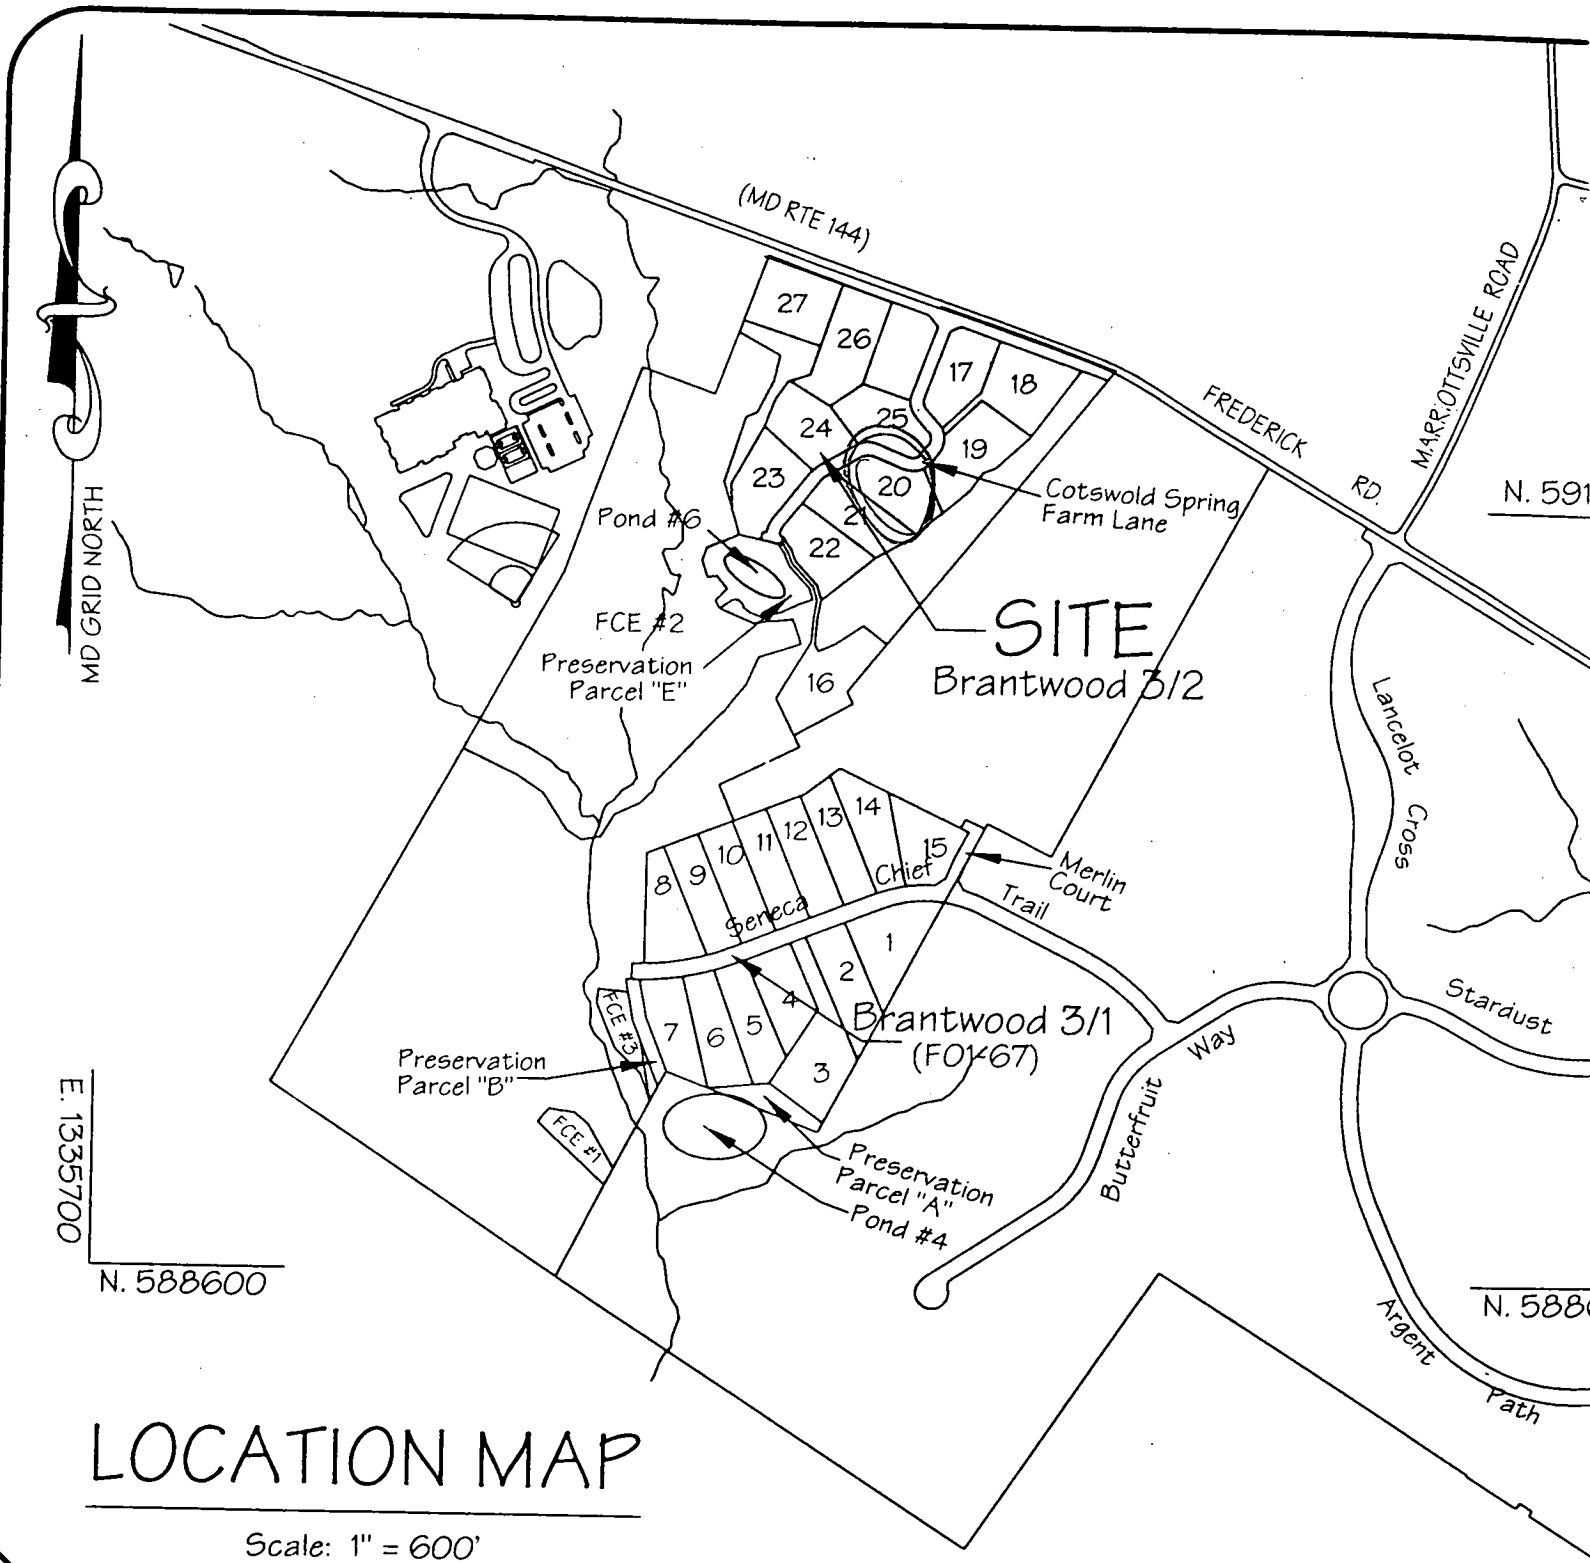 (MD RTE 144)
MARRIOTTSVILLE ROAD
FREDERICK
RD.
N. 591
MD GRID NORTH
27
26
17
18
25
24
19
23
20
21
22
Cotswold Spring
Farm Lane
Pond #6
FCE #2
Preservation
Parcel "E"
16
SITE
Brantwood 3/2
Lancelot
Cross
14
13
12
11
10
9
8
15
Chief
Seneca
Trail
Merlin
Court
1
2
4
5
6
7
3
FCE #3
Brantwood 3/1
(F01-67)
Way
Stardust
Preservation
Parcel "B"
FCE #1
Butterfruit
Preservation
Parcel "A"
Pond #4
E. 1335700
N. 588600
N. 588
Argent
Path
LOCATION MAP
Scale: 1" = 600'